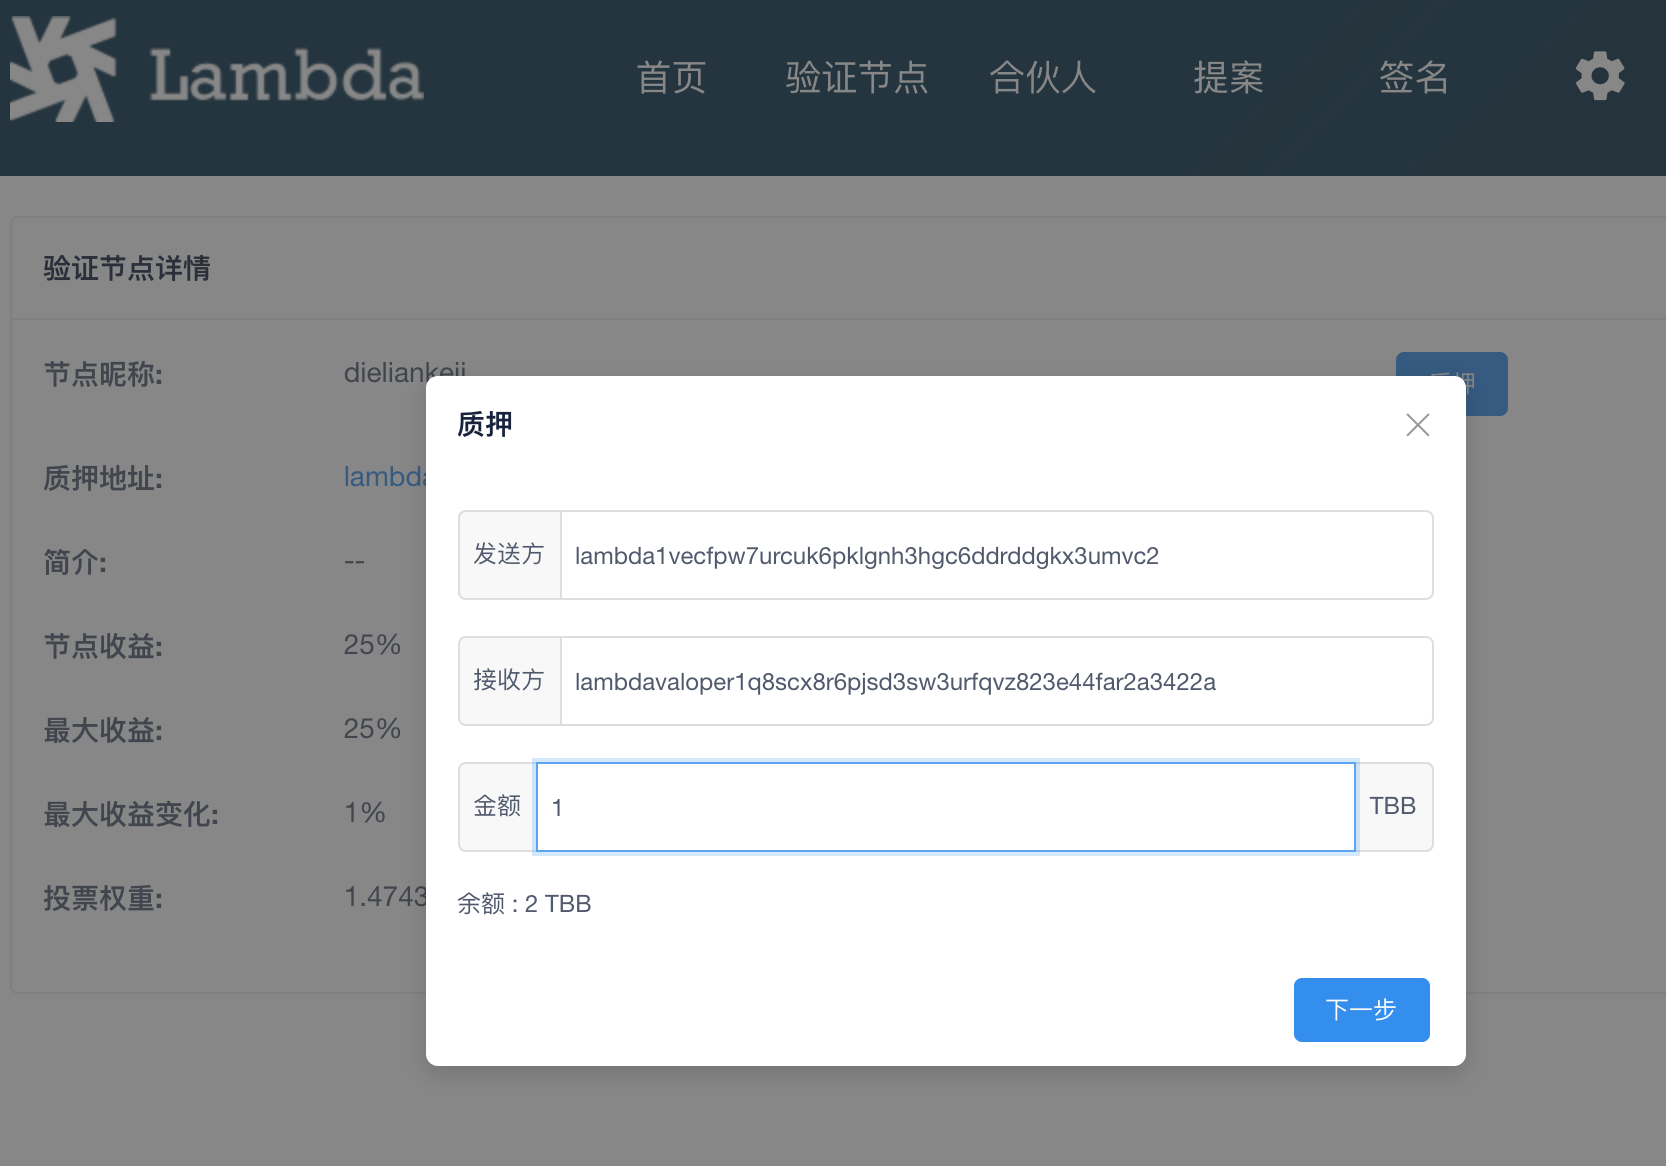 Lambda
首页 验证节点 合伙人 提案 签名
验证节点详情
节点昵称:
质押
质押地址:
发送方 lambda1vecfpw7urcuk6pklgnh3hgc6ddrddgkx3umvc2
简介: --
节点收益: 25%
接收方 lambdavaloper1q8scx8r6pjsd3sw3urfqvz823e44far2a3422a
最大收益: 25%
最大收益变化: 1%
金额 1 TBB
投票权重: 1.4743
余额 : 2 TBB
下一步